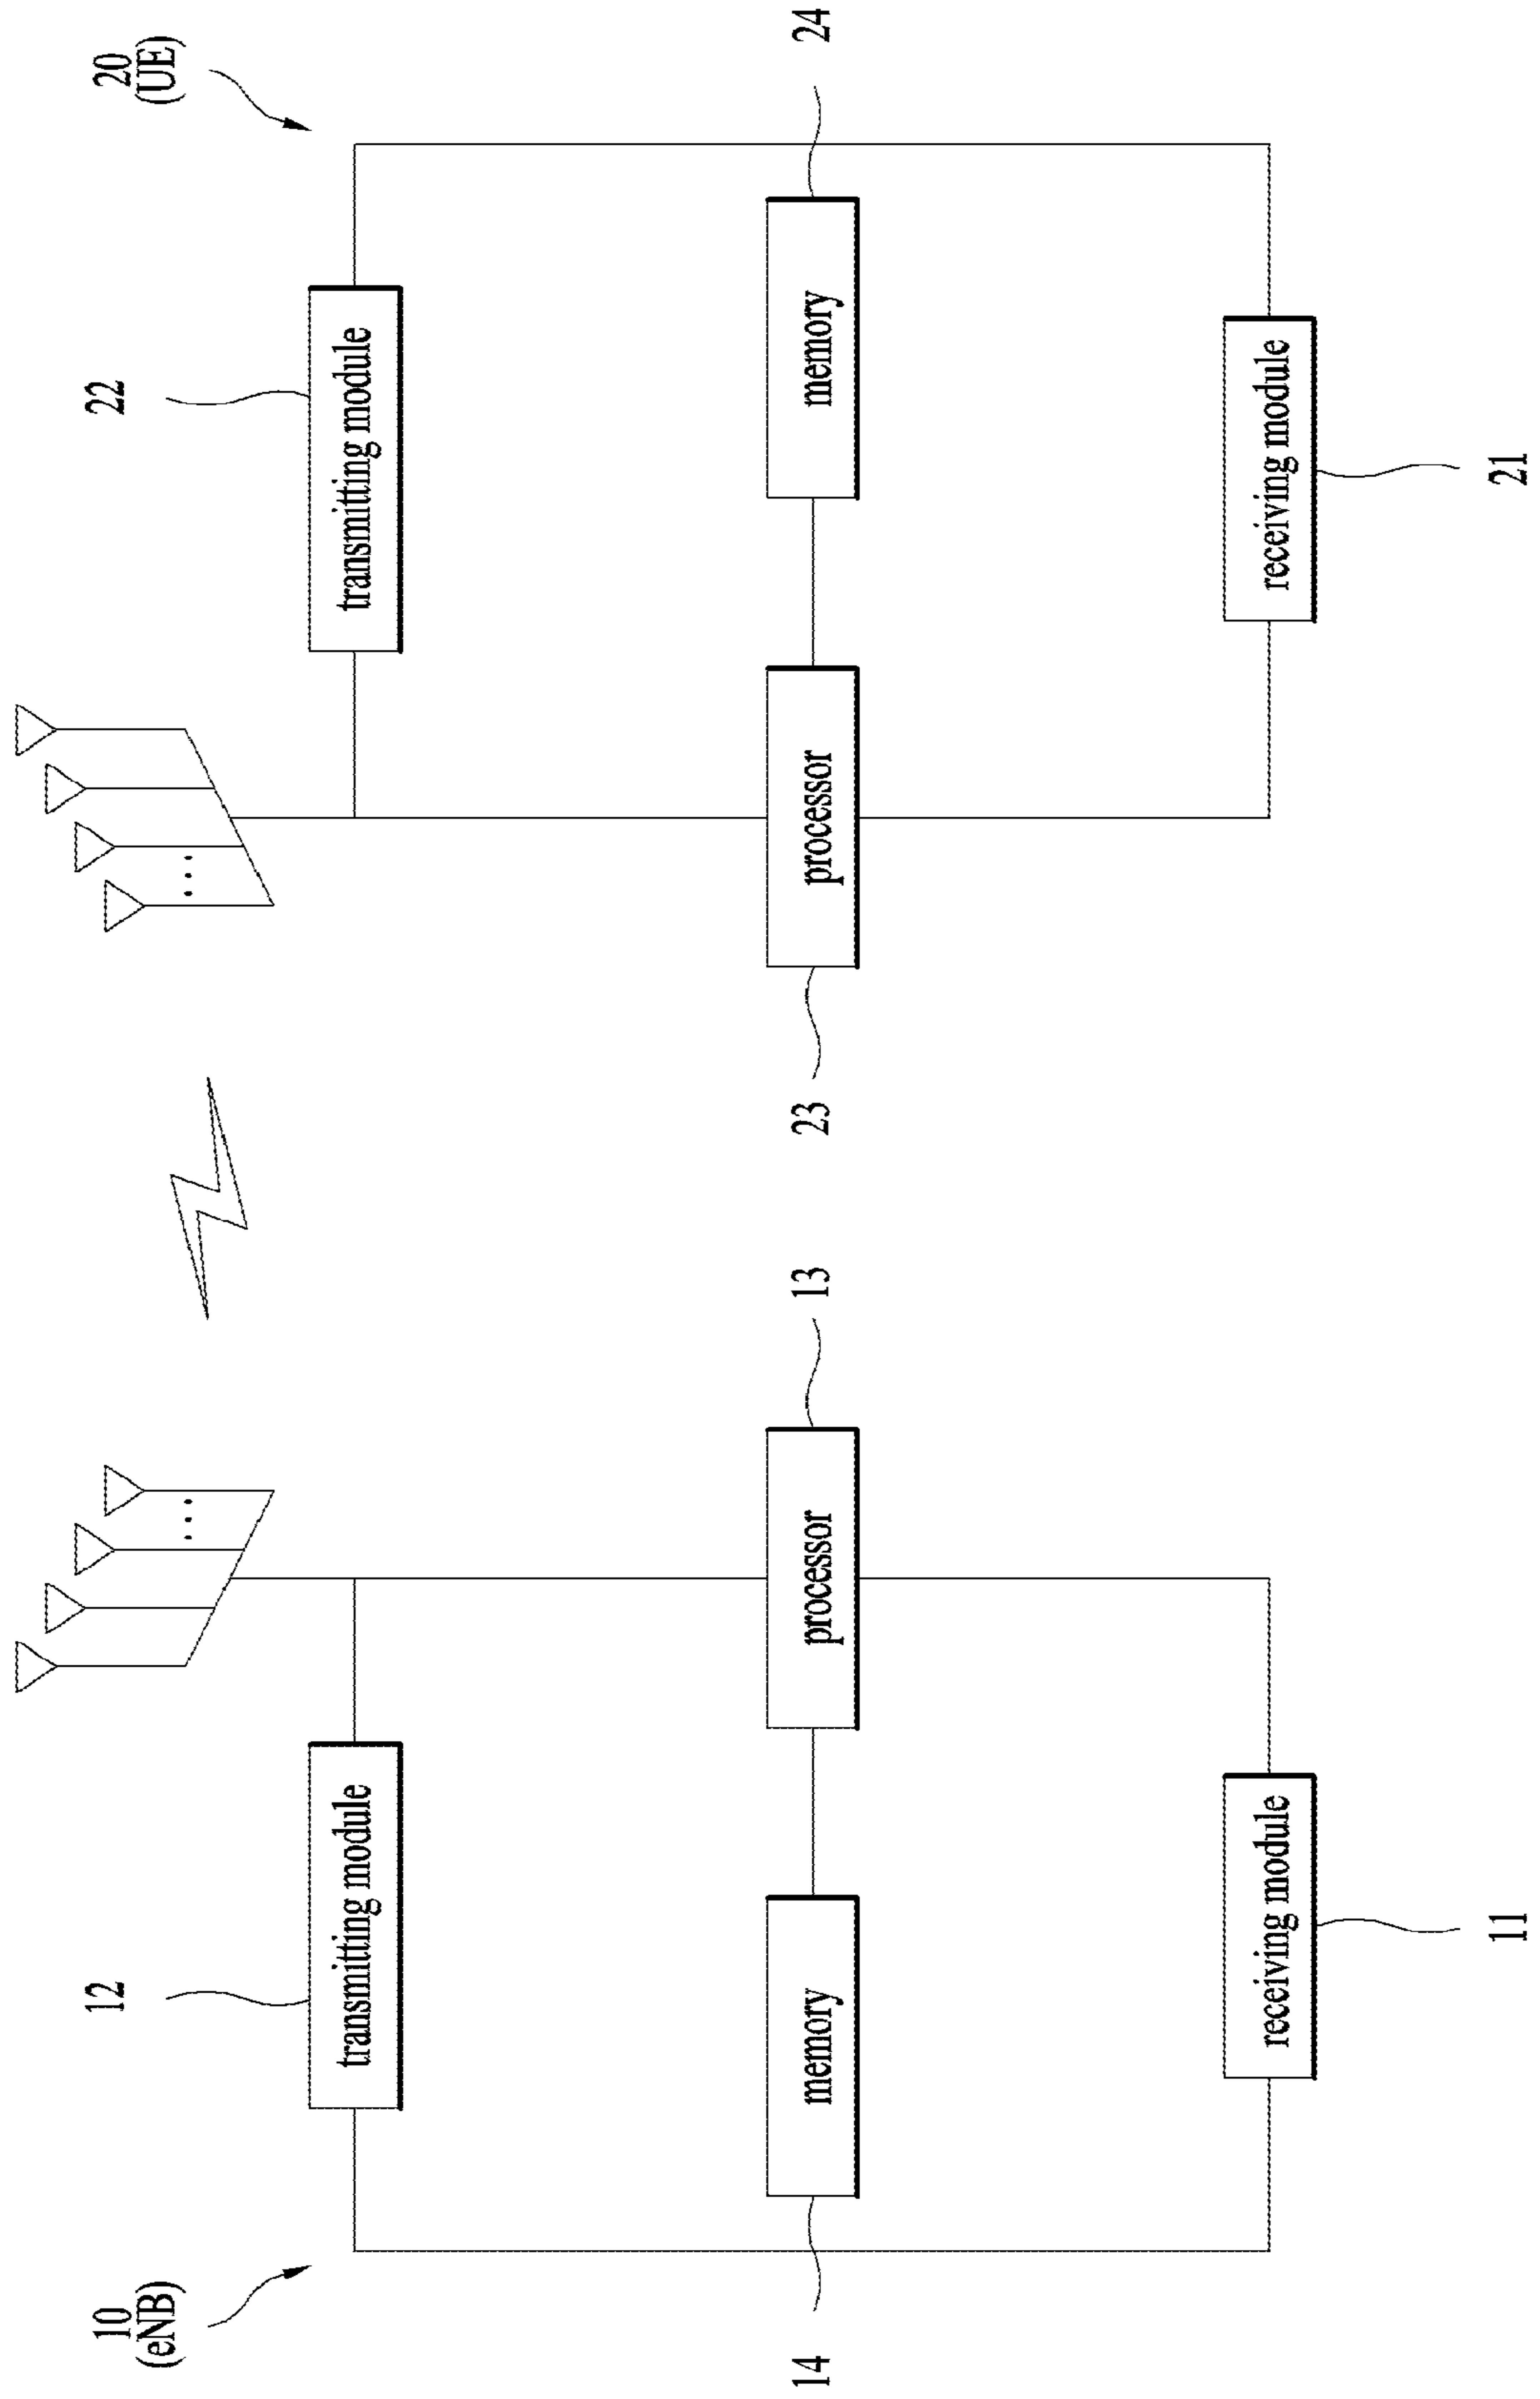 10
(eNB)
20
(UE)
12
transmitting module
22
transmitting module
14
memory
processor
13
23
processor
memory
24
receiving module
11
receiving module
21